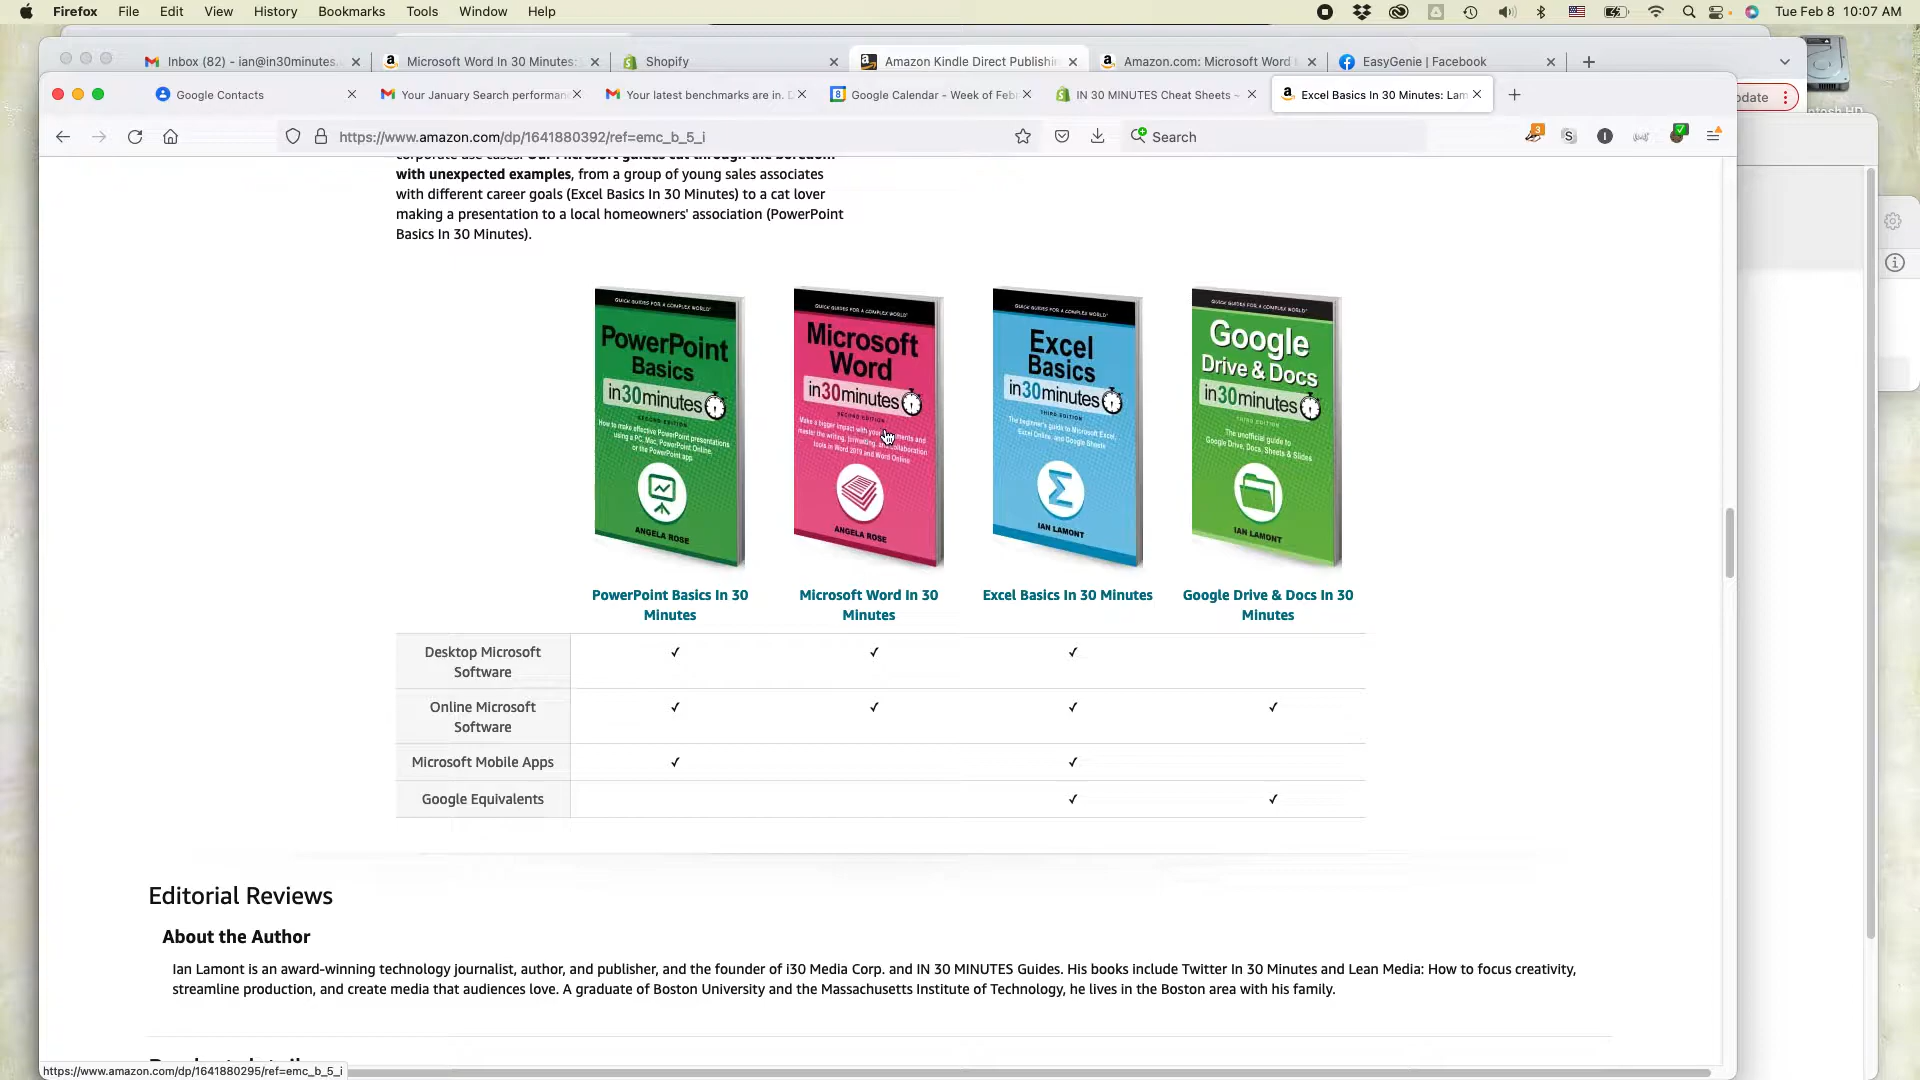 Firefox File Edit View History Bookmarks Tools Window Help Tue Feb 8 10:07 AM
Inbox (82) - ian@in30minutes. Microsoft Word In 30 Minutes: Shopify Amazon Kindle Direct Publishin Amazon.com: Microsoft Word EasyGenie | Facebook
Google Contacts Your January Search performan Your latest benchmarks are in. D Google Calendar - Week of Feb IN 30 MINUTES Cheat Sheets ~ Excel Basics In 30 Minutes: Lam
https://www.amazon.com/dp/1641880392/ref=emc_b_5_i Search
corporate use cases. Our Microsoft guides cut through the boredom
with unexpected examples, from a group of young sales associates
with different career goals (Excel Basics In 30 Minutes) to a cat lover
making a presentation to a local homeowners' association (PowerPoint
Basics In 30 Minutes).
QUICK GUIDES FOR A COMPLEX WORLD®
PowerPoint
Basics
in30minutes
SECOND EDITION
How to make effective PowerPoint presentations
using a PC, Mac, PowerPoint Online,
or the PowerPoint app
ANGELA ROSE
QUICK GUIDES FOR A COMPLEX WORLD®
Microsoft
Word
in30minutes
SECOND EDITION
Make a bigger impact with your documents and
master the writing, formatting, and collaboration
tools in Word 2019 and Word Online
ANGELA ROSE
QUICK GUIDES FOR A COMPLEX WORLD®
Excel
Basics
in30minutes
THIRD EDITION
The beginner's guide to Microsoft Excel,
Excel Online, and Google Sheets
Σ
IAN LAMONT
QUICK GUIDES FOR A COMPLEX WORLD®
Google
Drive & Docs
in30minutes
THIRD EDITION
The unofficial guide to
Google Drive, Docs, Sheets & Slides
IAN LAMONT
PowerPoint Basics In 30
Minutes
Microsoft Word In 30
Minutes
Excel Basics In 30 Minutes
Google Drive & Docs In 30
Minutes
Desktop Microsoft
Software
✓ ✓ ✓
Online Microsoft
Software
✓ ✓ ✓ ✓
Microsoft Mobile Apps ✓ ✓
Google Equivalents ✓ ✓
Editorial Reviews
About the Author
Ian Lamont is an award-winning technology journalist, author, and publisher, and the founder of i30 Media Corp. and IN 30 MINUTES Guides. His books include Twitter In 30 Minutes and Lean Media: How to focus creativity,
streamline production, and create media that audiences love. A graduate of Boston University and the Massachusetts Institute of Technology, he lives in the Boston area with his family.
https://www.amazon.com/dp/1641880295/ref=emc_b_5_i